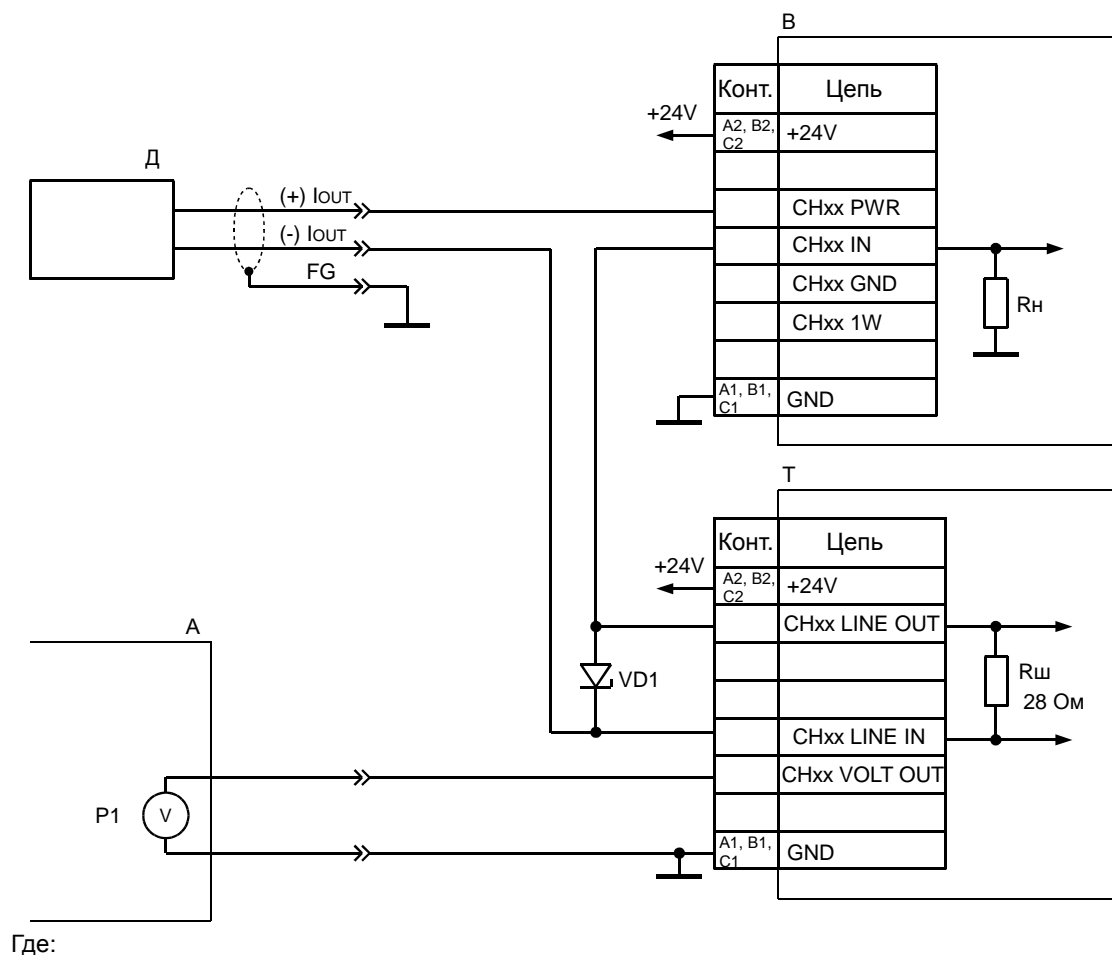 В
Конт. Цепь
+24V
A2, B2, C2 +24V
Д
(+) IOUT
CHxx PWR
(-) IOUT
CHxx IN
FG
CHxx GND
Rн
CHxx 1W
A1, B1, C1 GND
Т
Конт. Цепь
+24V
A2, B2, C2 +24V
А
CHxx LINE OUT
VD1
Rш
28 Ом
CHxx LINE IN
CHxx VOLT OUT
P1
V
A1, B1, C1 GND
Где: